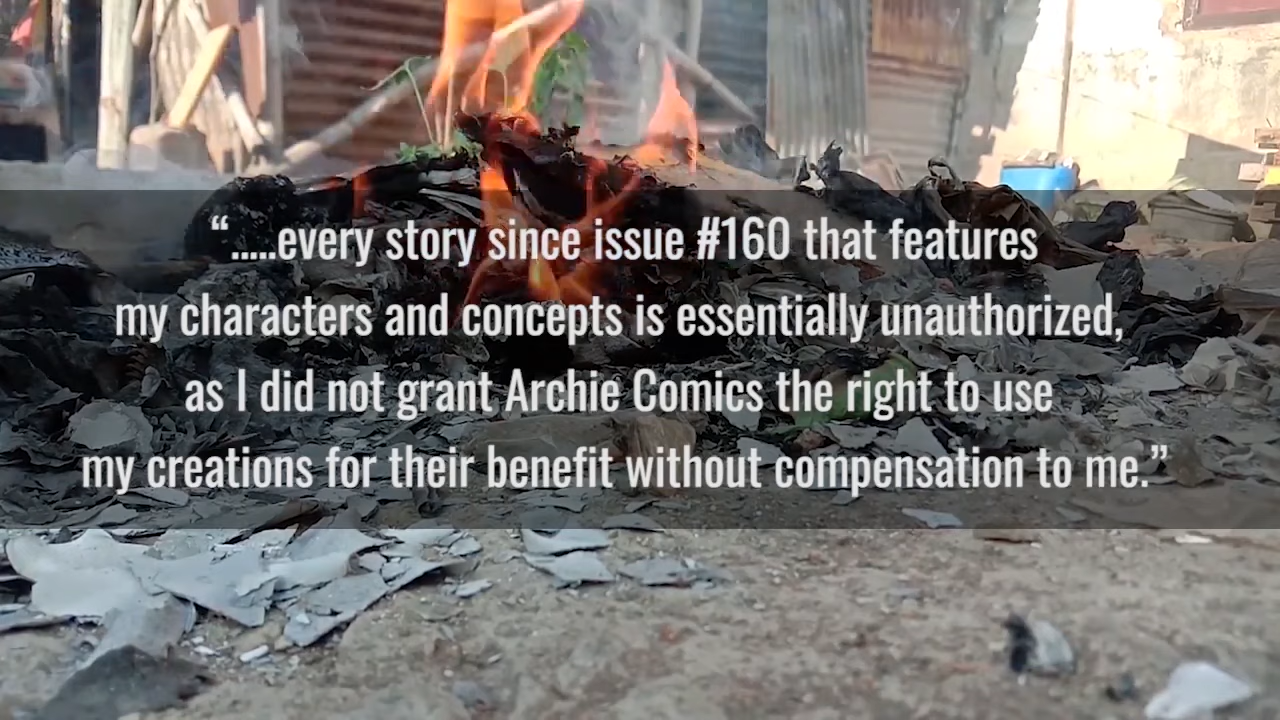 “.....every story since issue #160 that features
my characters and concepts is essentially unauthorized,
as I did not grant Archie Comics the right to use
my creations for their benefit without compensation to me.”